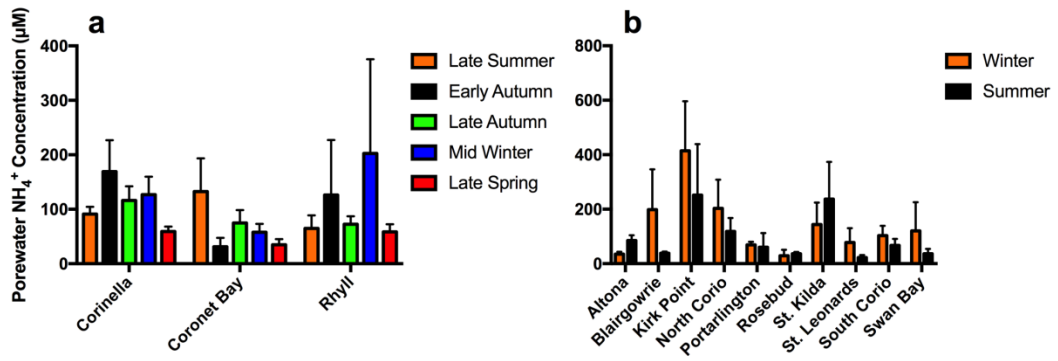 a
Porewater NH₄⁺ Concentration (µM)
400
300
200
100
0
Corinella
Coronet Bay
Rhyll
Late Summer
Early Autumn
Late Autumn
Mid Winter
Late Spring
b
800
600
400
200
0
Altona
Blairgowrie
Kirk Point
North Corio
Portarlington
Rosebud
St. Kilda
St. Leonards
South Corio
Swan Bay
Winter
Summer